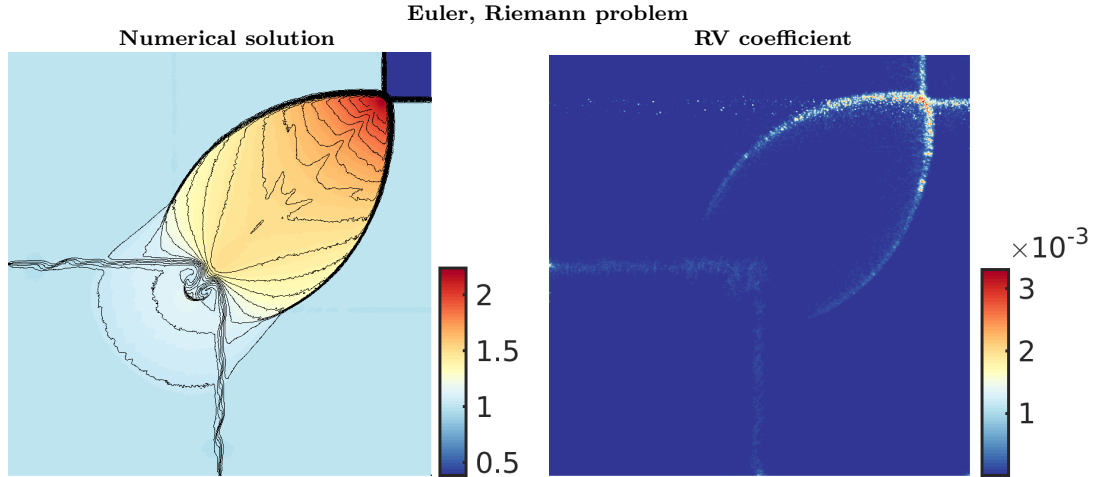 Euler, Riemann problem
Numerical solution
RV coefficient
2
1.5
1
0.5
×10⁻³
3
2
1